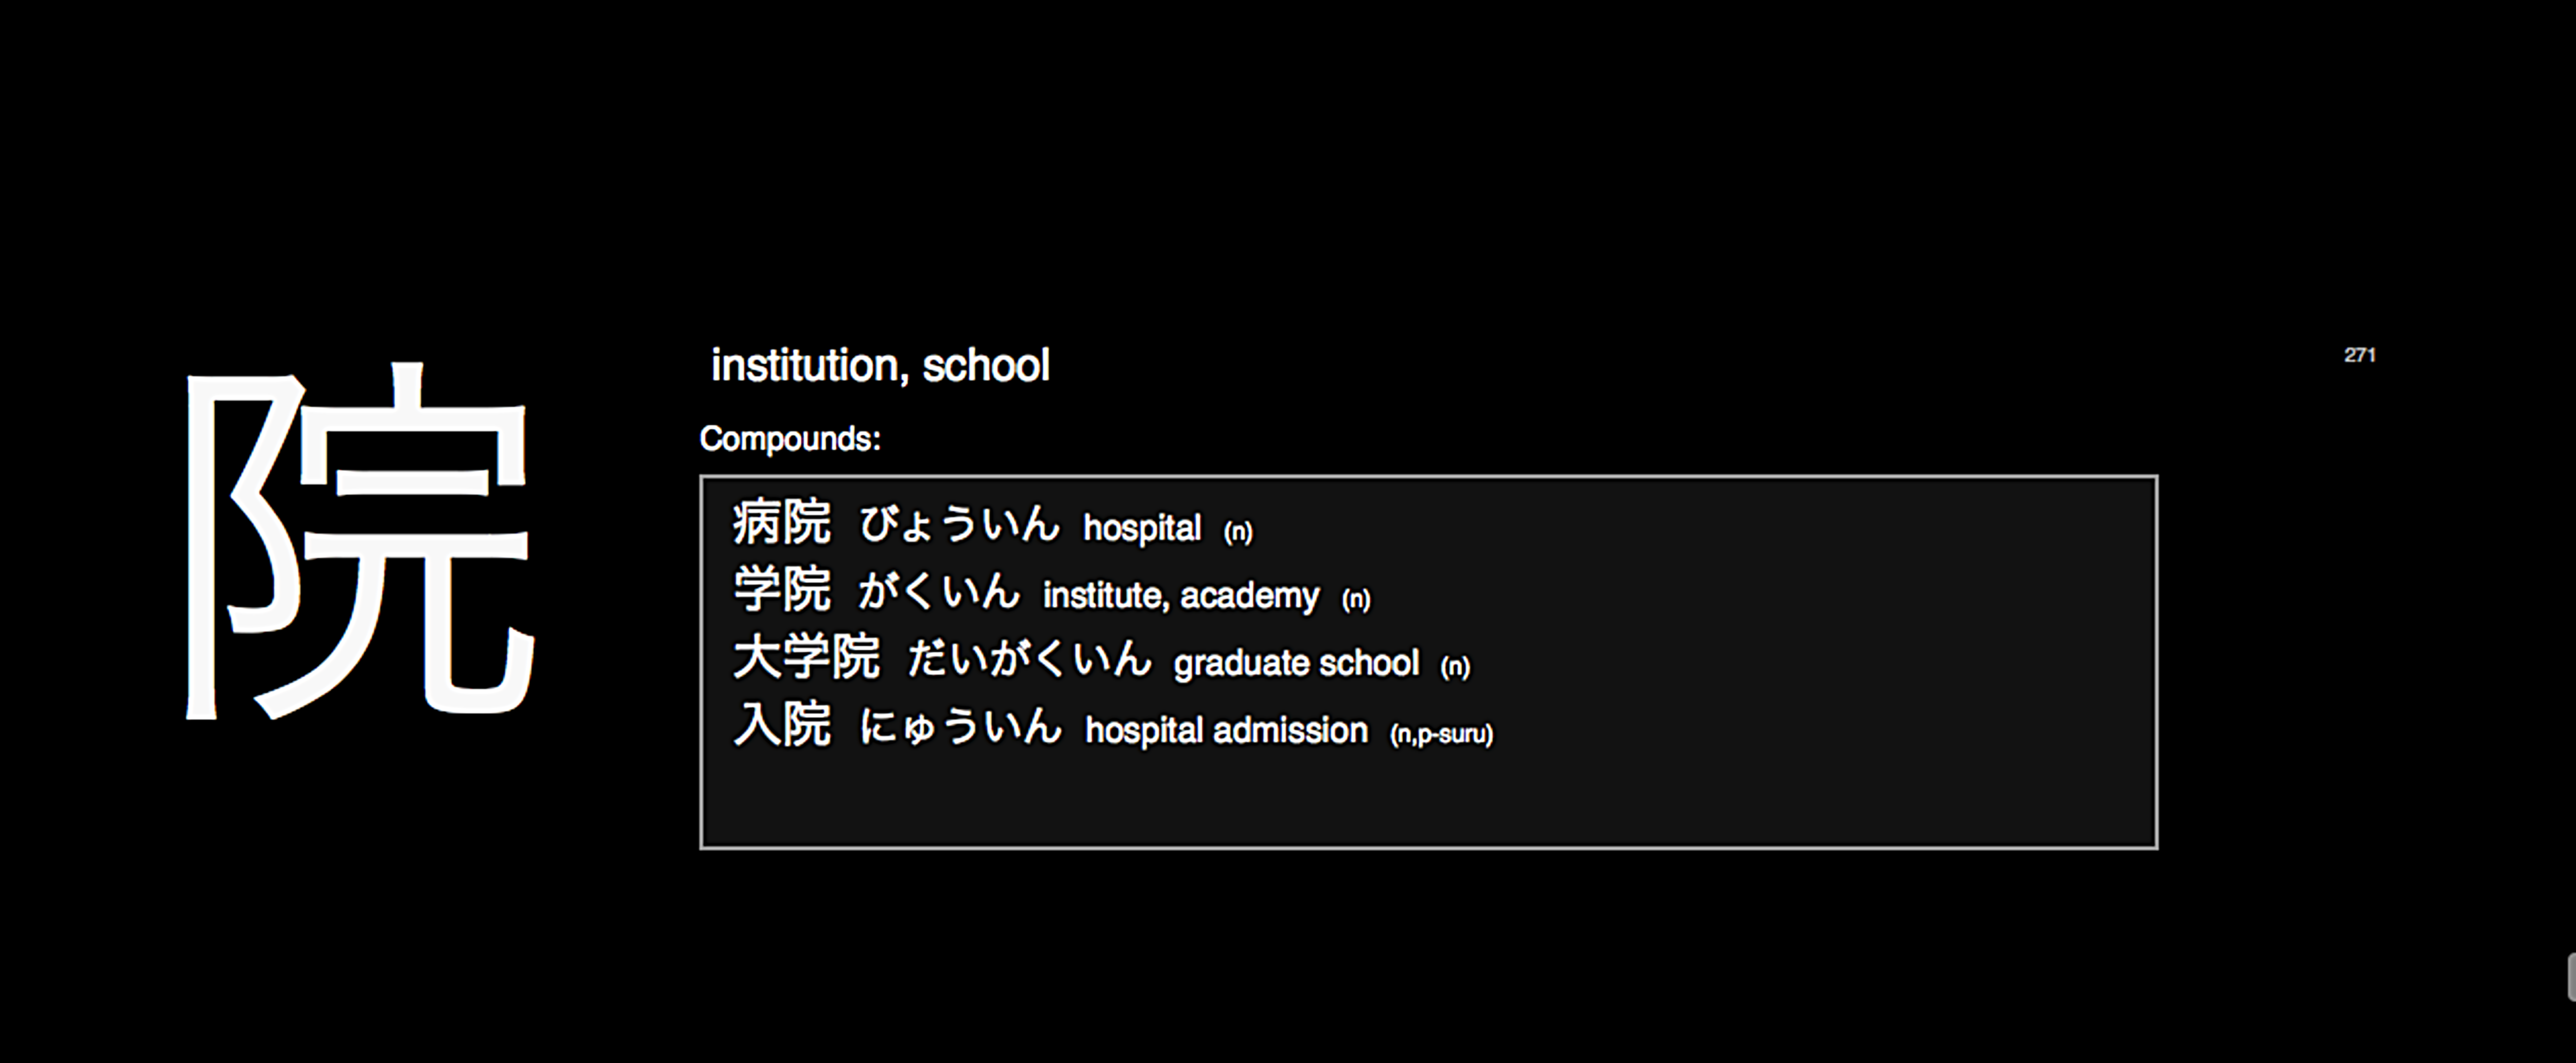 院
institution, school
271
Compounds:
病院 びょういん hospital (n)
学院 がくいん institute, academy (n)
大学院 だいがくいん graduate school (n)
入院 にゅういん hospital admission (n,p-suru)